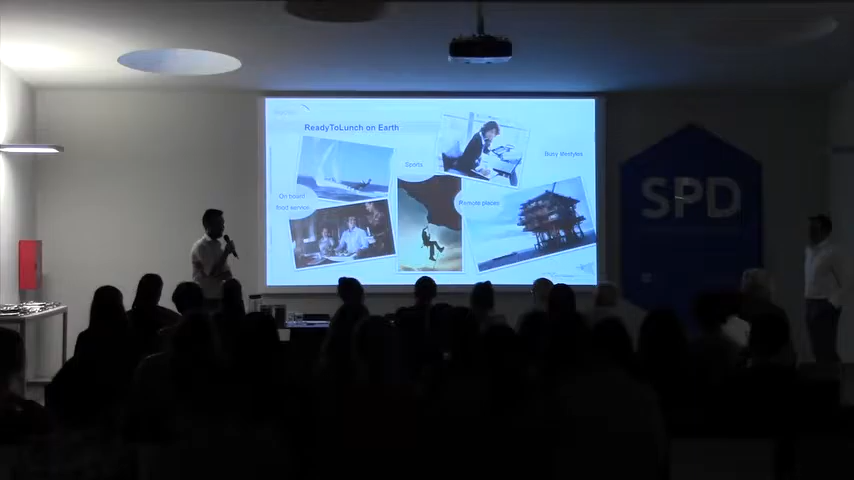 ReadyToLunch on Earth
Sports
Busy lifestyles
On board
food service
Remote places
SPD